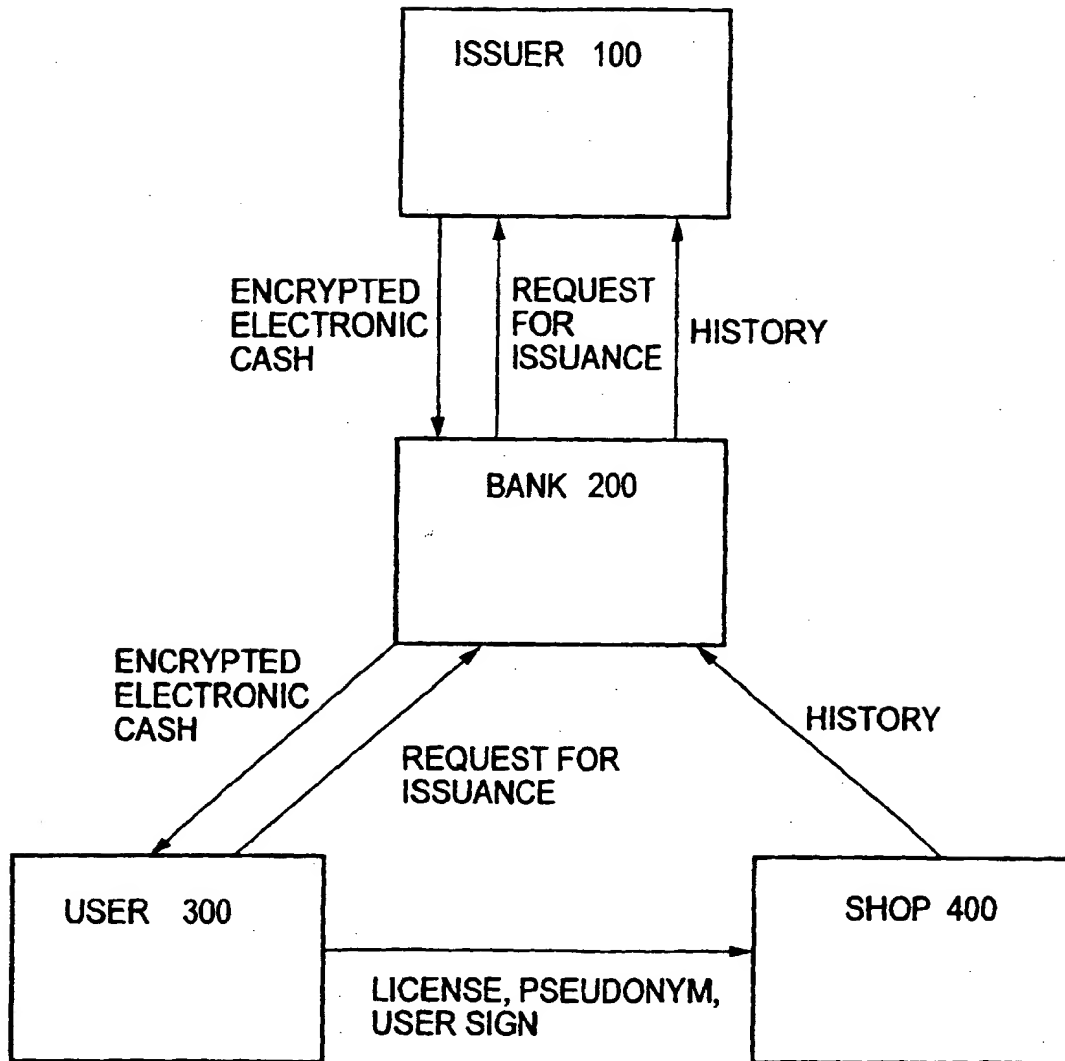 ISSUER 100
ENCRYPTED
ELECTRONIC
CASH
REQUEST
FOR
ISSUANCE
HISTORY
BANK 200
ENCRYPTED
ELECTRONIC
CASH
REQUEST FOR
ISSUANCE
HISTORY
USER 300
SHOP 400
LICENSE, PSEUDONYM,
USER SIGN